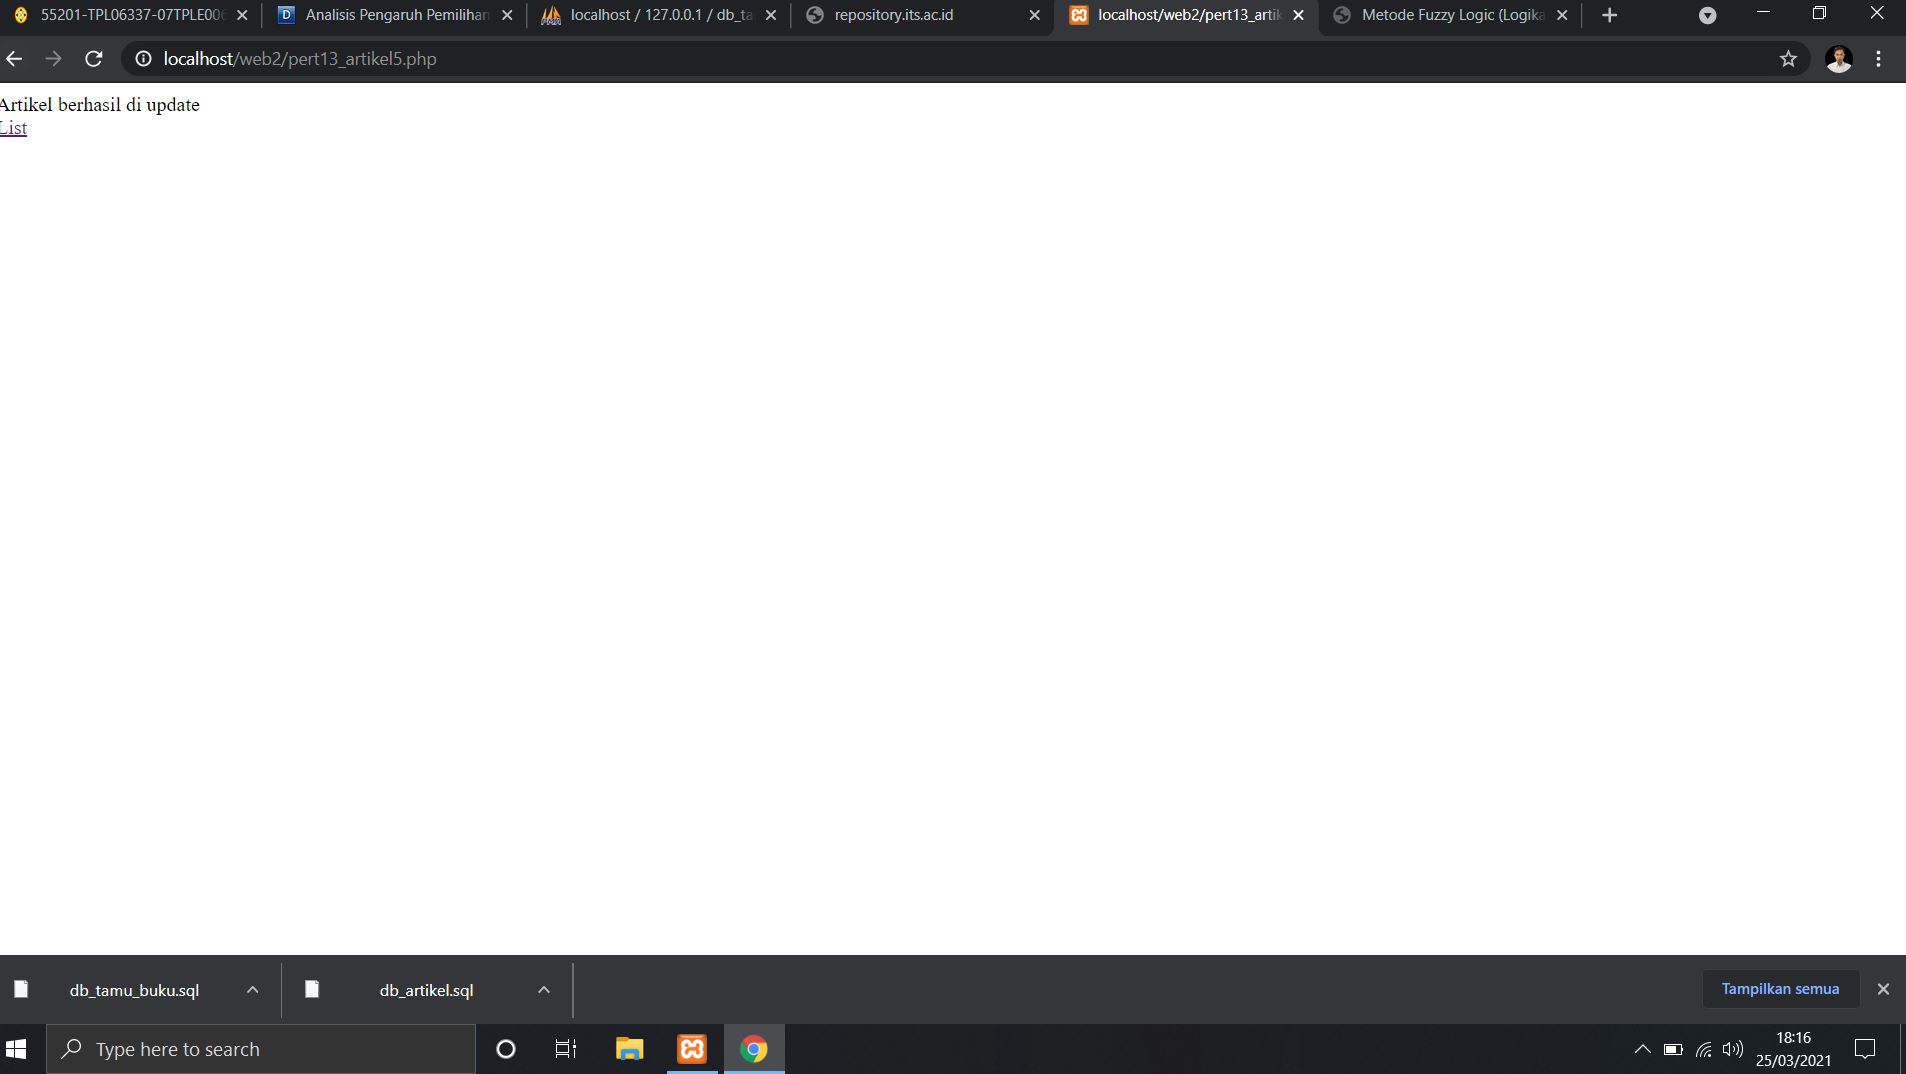 55201-TPL06337-07TPLE006
Analisis Pengaruh Pemilihan
localhost / 127.0.0.1 / db_ta
repository.its.ac.id
localhost/web2/pert13_artik
Metode Fuzzy Logic (Logika
localhost/web2/pert13_artikel5.php
Artikel berhasil di update
List
db_tamu_buku.sql
db_artikel.sql
Tampilkan semua
Type here to search
18:16
25/03/2021